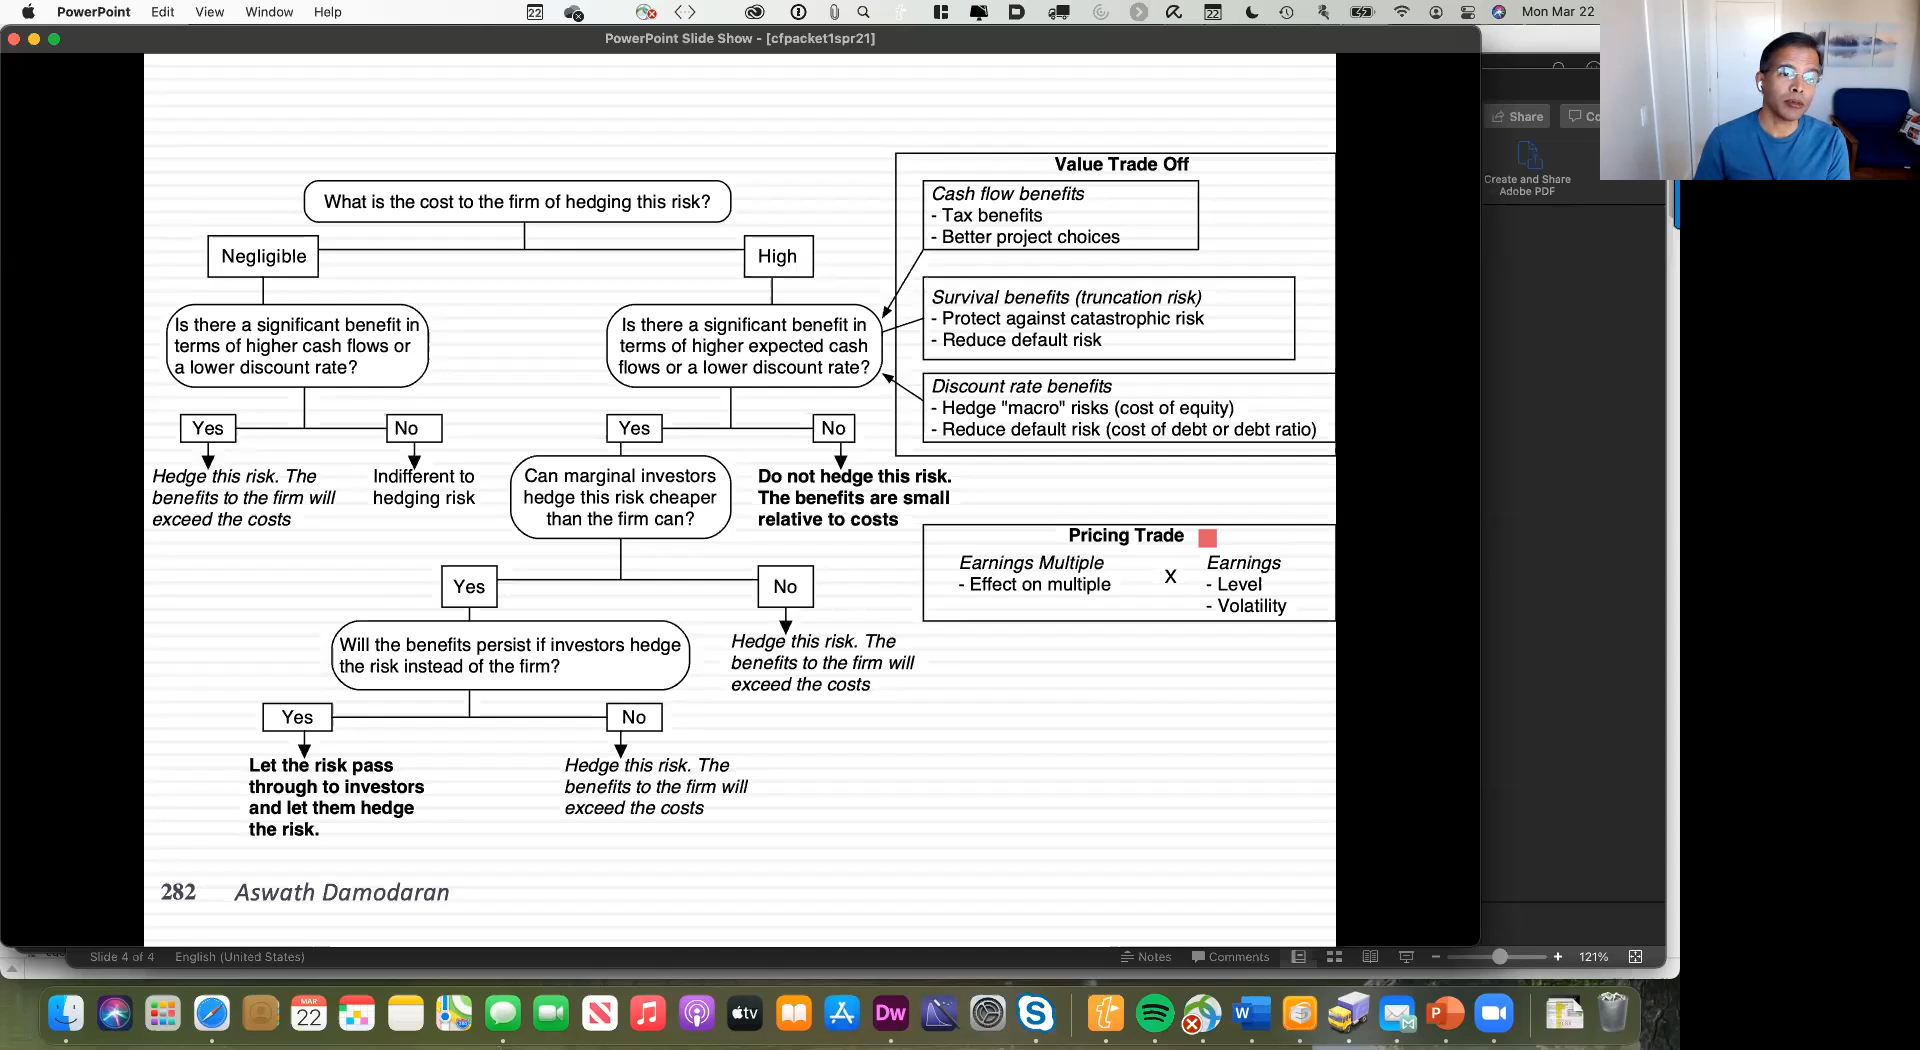 PowerPoint Edit View Window Help
22
22
Mon Mar 22
PowerPoint Slide Show - [cfpacket1spr21]
Share
Co
Create and Share
Adobe PDF
What is the cost to the firm of hedging this risk?
Negligible
High
Is there a significant benefit in
terms of higher cash flows or
a lower discount rate?
Is there a significant benefit in
terms of higher expected cash
flows or a lower discount rate?
Value Trade Off
Cash flow benefits
- Tax benefits
- Better project choices
Survival benefits (truncation risk)
- Protect against catastrophic risk
- Reduce default risk
Discount rate benefits
- Hedge "macro" risks (cost of equity)
- Reduce default risk (cost of debt or debt ratio)
Yes
No
Yes
No
Hedge this risk. The
benefits to the firm will
exceed the costs
Indifferent to
hedging risk
Can marginal investors
hedge this risk cheaper
than the firm can?
Do not hedge this risk.
The benefits are small
relative to costs
Pricing Trade
Earnings Multiple
- Effect on multiple
X
Earnings
- Level
- Volatility
Yes
No
Will the benefits persist if investors hedge
the risk instead of the firm?
Hedge this risk. The
benefits to the firm will
exceed the costs
Yes
No
Let the risk pass
through to investors
and let them hedge
the risk.
Hedge this risk. The
benefits to the firm will
exceed the costs
282 Aswath Damodaran
Slide 4 of 4 English (United States)
Notes Comments
121%
MAR
22
tv
Dw
W
P